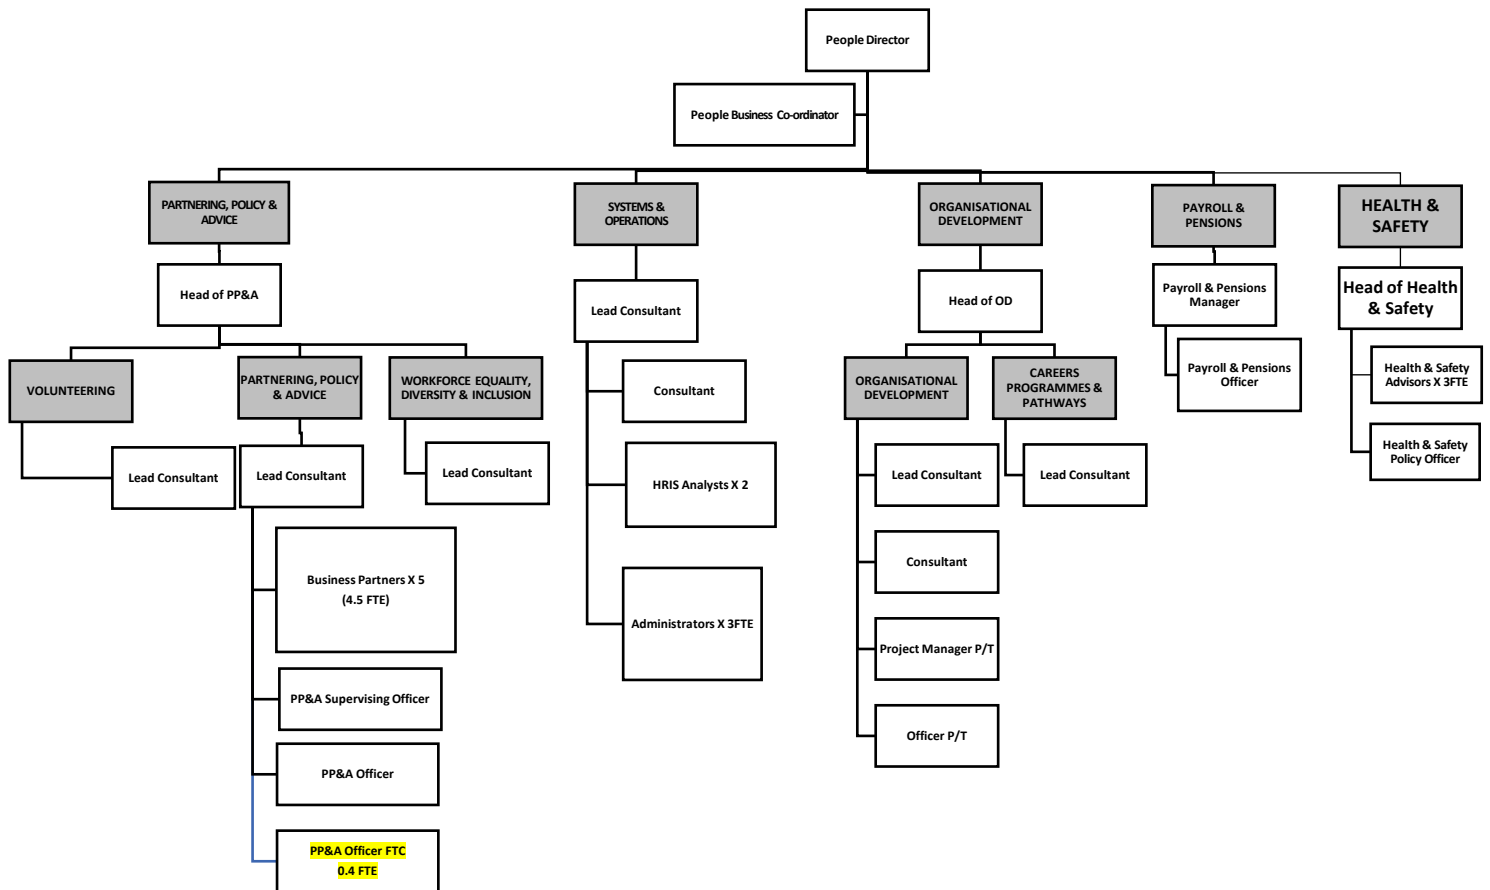 People Director
People Business Co-ordinator
PARTNERING, POLICY &
ADVICE
SYSTEMS &
OPERATIONS
ORGANISATIONAL
DEVELOPMENT
PAYROLL &
PENSIONS
HEALTH &
SAFETY
Head of PP&A
Lead Consultant
Head of OD
Payroll & Pensions
Manager
Head of Health
& Safety
VOLUNTEERING
PARTNERING, POLICY
& ADVICE
WORKFORCE EQUALITY,
DIVERSITY & INCLUSION
Consultant
ORGANISATIONAL
DEVELOPMENT
CAREERS
PROGRAMMES &
PATHWAYS
Payroll & Pensions
Officer
Health & Safety
Advisors X 3FTE
Health & Safety
Policy Officer
Lead Consultant
Lead Consultant
Lead Consultant
HRIS Analysts X 2
Lead Consultant
Lead Consultant
Business Partners X 5
(4.5 FTE)
Administrators X 3FTE
Consultant
Project Manager P/T
PP&A Supervising Officer
Officer P/T
PP&A Officer
PP&A Officer FTC
0.4 FTE